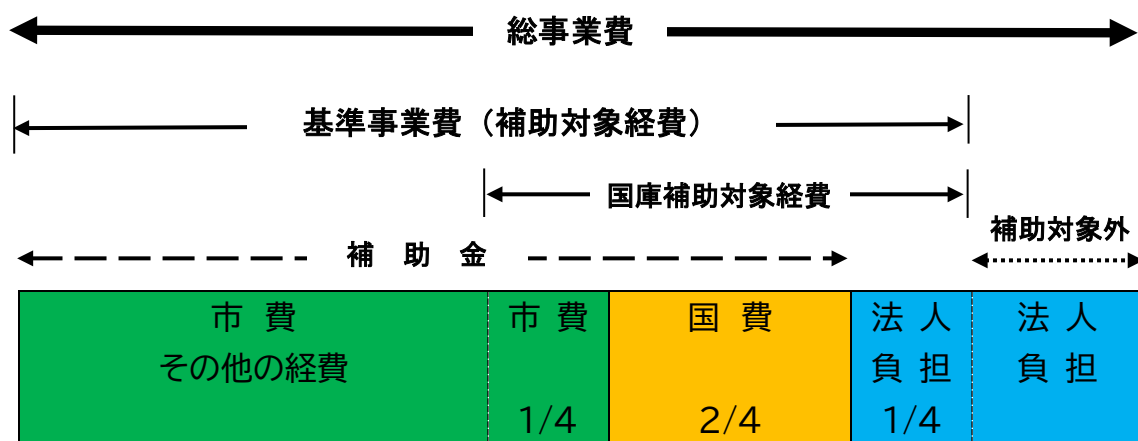 総事業費
基準事業費（補助対象経費）
国庫補助対象経費
補助対象外
補 助 金
市 費
その他の経費
市 費
1/4
国 費
2/4
法 人
負 担
1/4
法 人
負 担